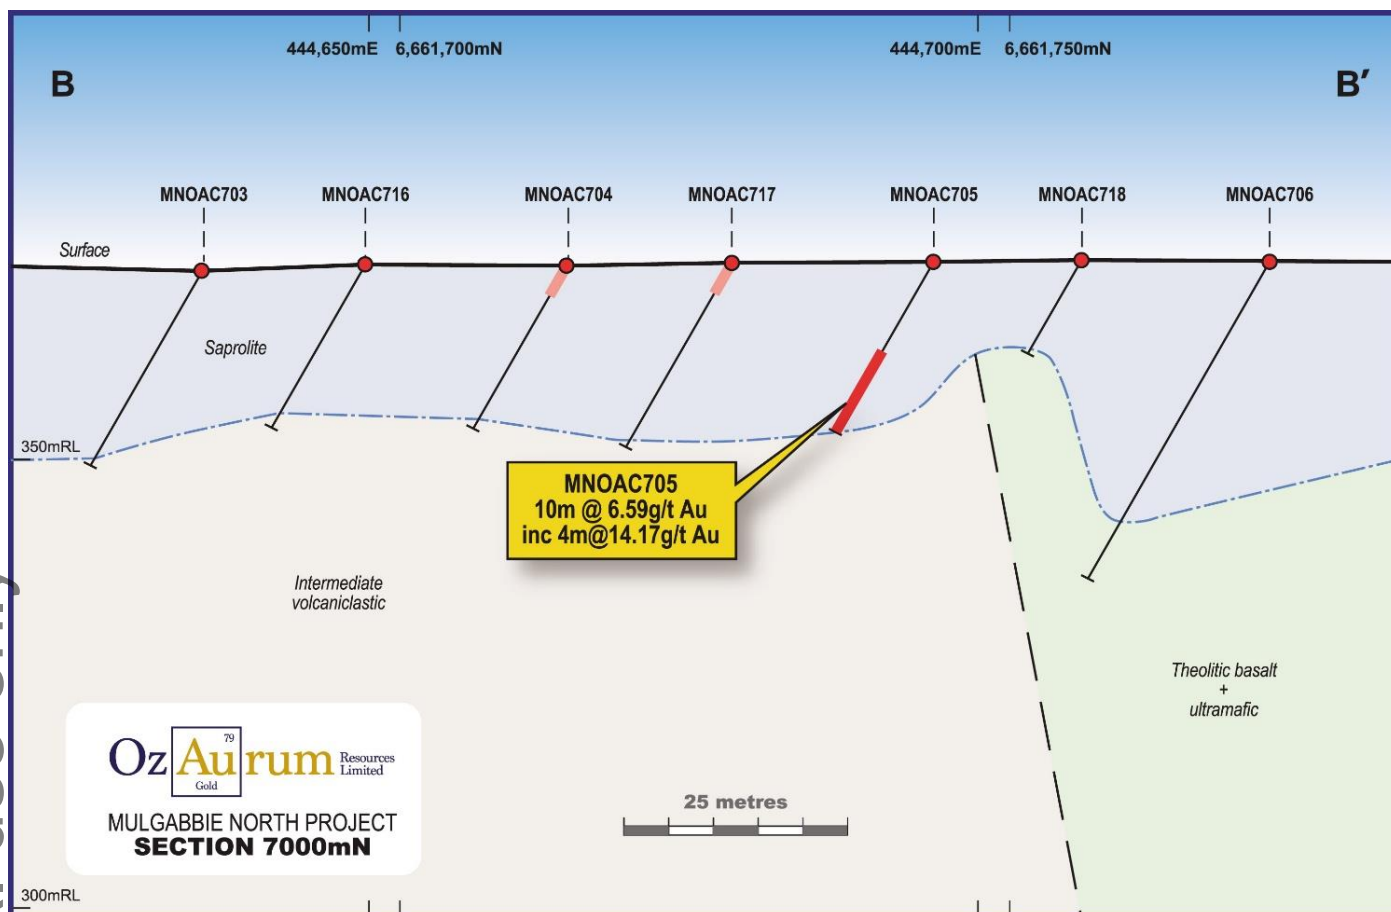 444,650mE 6,661,700mN 444,700mE 6,661,750mN
B B′
MNOAC703 MNOAC716 MNOAC704 MNOAC717 MNOAC705 MNOAC718 MNOAC706
Surface
Saprolite
350mRL
MNOAC705
10m @ 6.59g/t Au
inc 4m@14.17g/t Au
Intermediate
volcaniclastic
Theolitic basalt
+
ultramafic
79
Oz Au rum Resources
Limited
Gold
MULGABBIE NORTH PROJECT
SECTION 7000mN
25 metres
300mRL